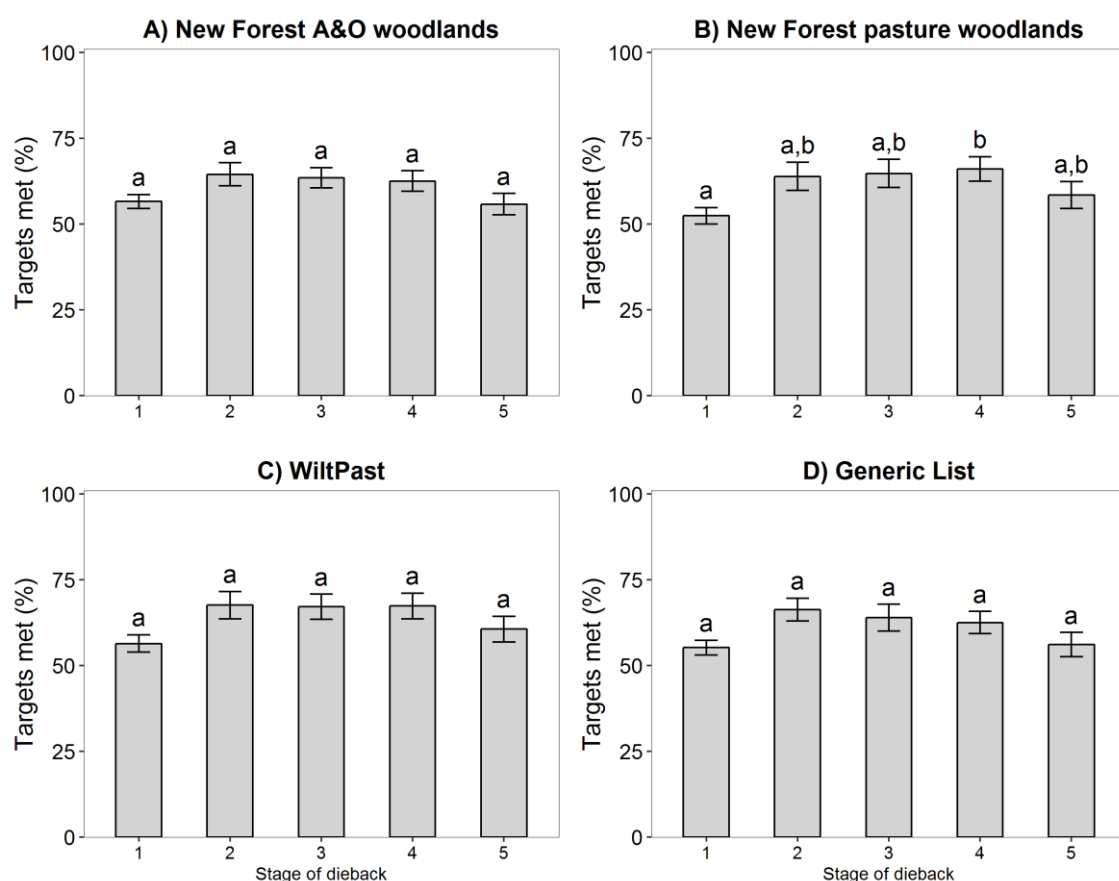 A) New Forest A&O woodlands
Targets met (%)
100
75
50
25
0
a
a
a
a
a
1
2
3
4
5
B) New Forest pasture woodlands
Targets met (%)
100
75
50
25
0
a
a,b
a,b
b
a,b
1
2
3
4
5
C) WiltPast
Targets met (%)
100
75
50
25
0
a
a
a
a
a
1
2
3
4
5
Stage of dieback
D) Generic List
Targets met (%)
100
75
50
25
0
a
a
a
a
a
1
2
3
4
5
Stage of dieback